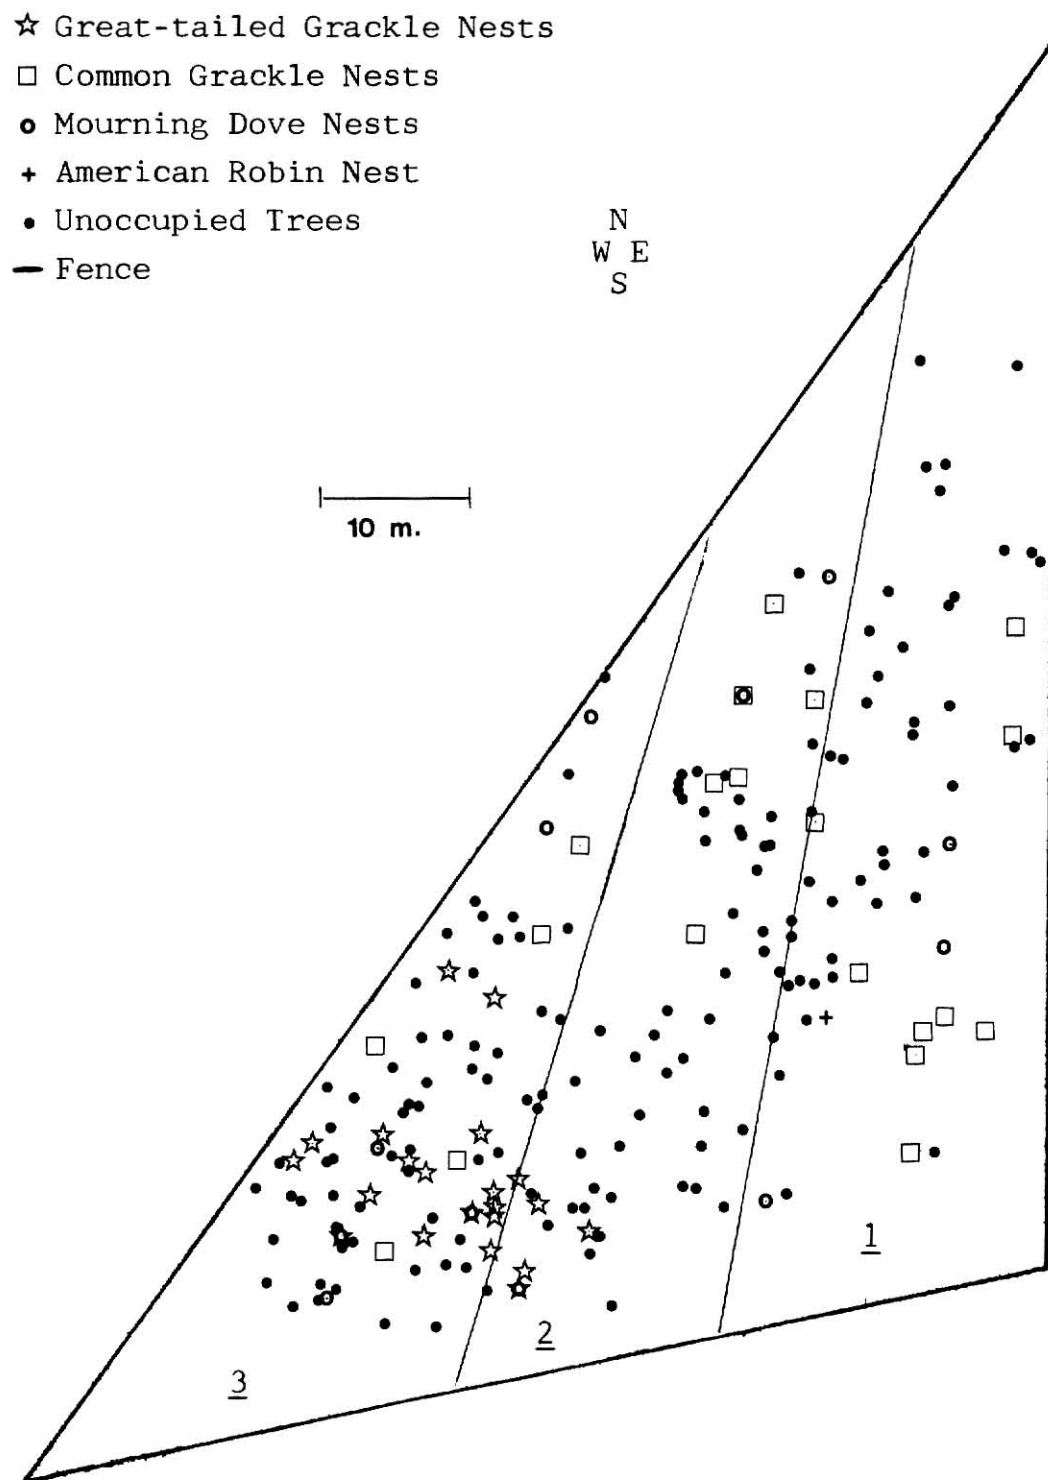 Great-tailed Grackle Nests
Common Grackle Nests
Mourning Dove Nests
American Robin Nest
Unoccupied Trees
Fence
N
W E
S
10 m.
1
2
3